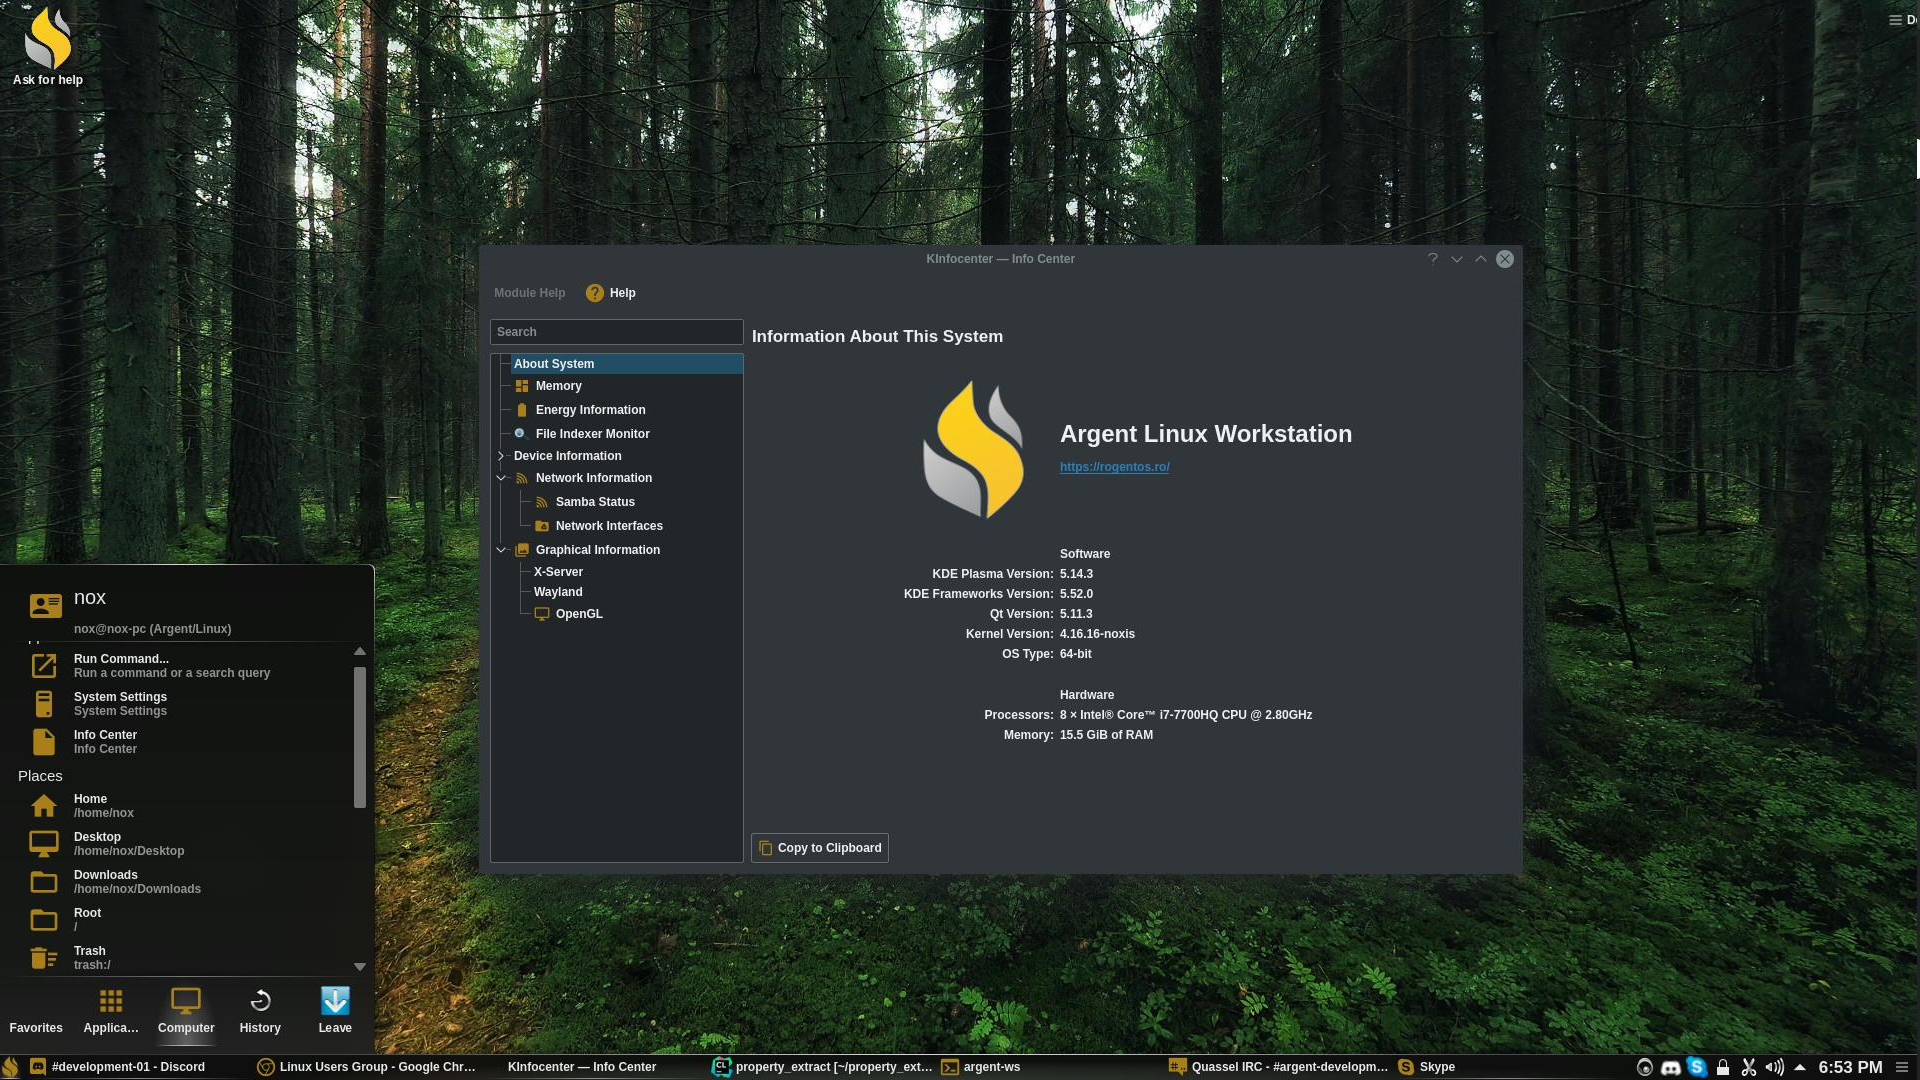 Ask for help
KInfocenter — Info Center
Module Help
Help
Search
About System
Memory
Energy Information
File Indexer Monitor
Device Information
Network Information
Samba Status
Network Interfaces
Graphical Information
X-Server
Wayland
OpenGL
Information About This System
Argent Linux Workstation
https://rogentos.ro/
Software
KDE Plasma Version: 5.14.3
KDE Frameworks Version: 5.52.0
Qt Version: 5.11.3
Kernel Version: 4.16.16-noxis
OS Type: 64-bit
Hardware
Processors: 8 × Intel® Core™ i7-7700HQ CPU @ 2.80GHz
Memory: 15.5 GiB of RAM
Copy to Clipboard
nox
nox@nox-pc (Argent/Linux)
Run Command...
Run a command or a search query
System Settings
System Settings
Info Center
Info Center
Places
Home
/home/nox
Desktop
/home/nox/Desktop
Downloads
/home/nox/Downloads
Root
/
Trash
trash:/
Favorites Applica... Computer History Leave
#development-01 - Discord Linux Users Group - Google Chr... KInfocenter — Info Center property_extract [~/property_ext... argent-ws Quassel IRC - #argent-developm... Skype 6:53 PM